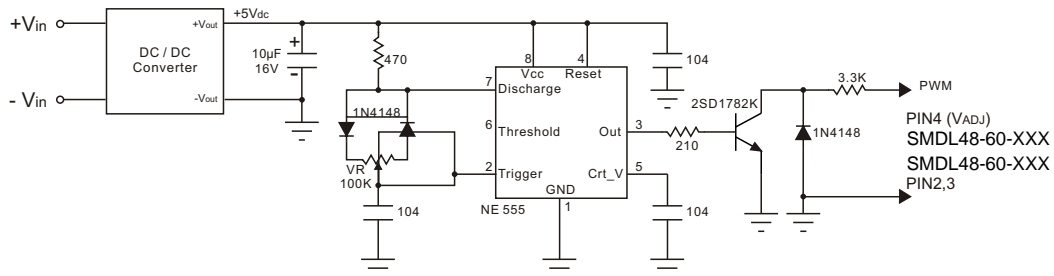 +Vin
- Vin
DC / DC
Converter
+Vout
-Vout
+5Vdc
+
-
10µF
16V
470
1N4148
VR
100K
104
7
Discharge
6
Threshold
2
Trigger
8
Vcc
4
Reset
3
Out
5
Crt_V
GND
1
NE 555
104
104
210
2SD1782K
1N4148
3.3K
PWM
PIN4 (VADJ)
SMDL48-60-XXX
SMDL48-60-XXX
PIN2,3